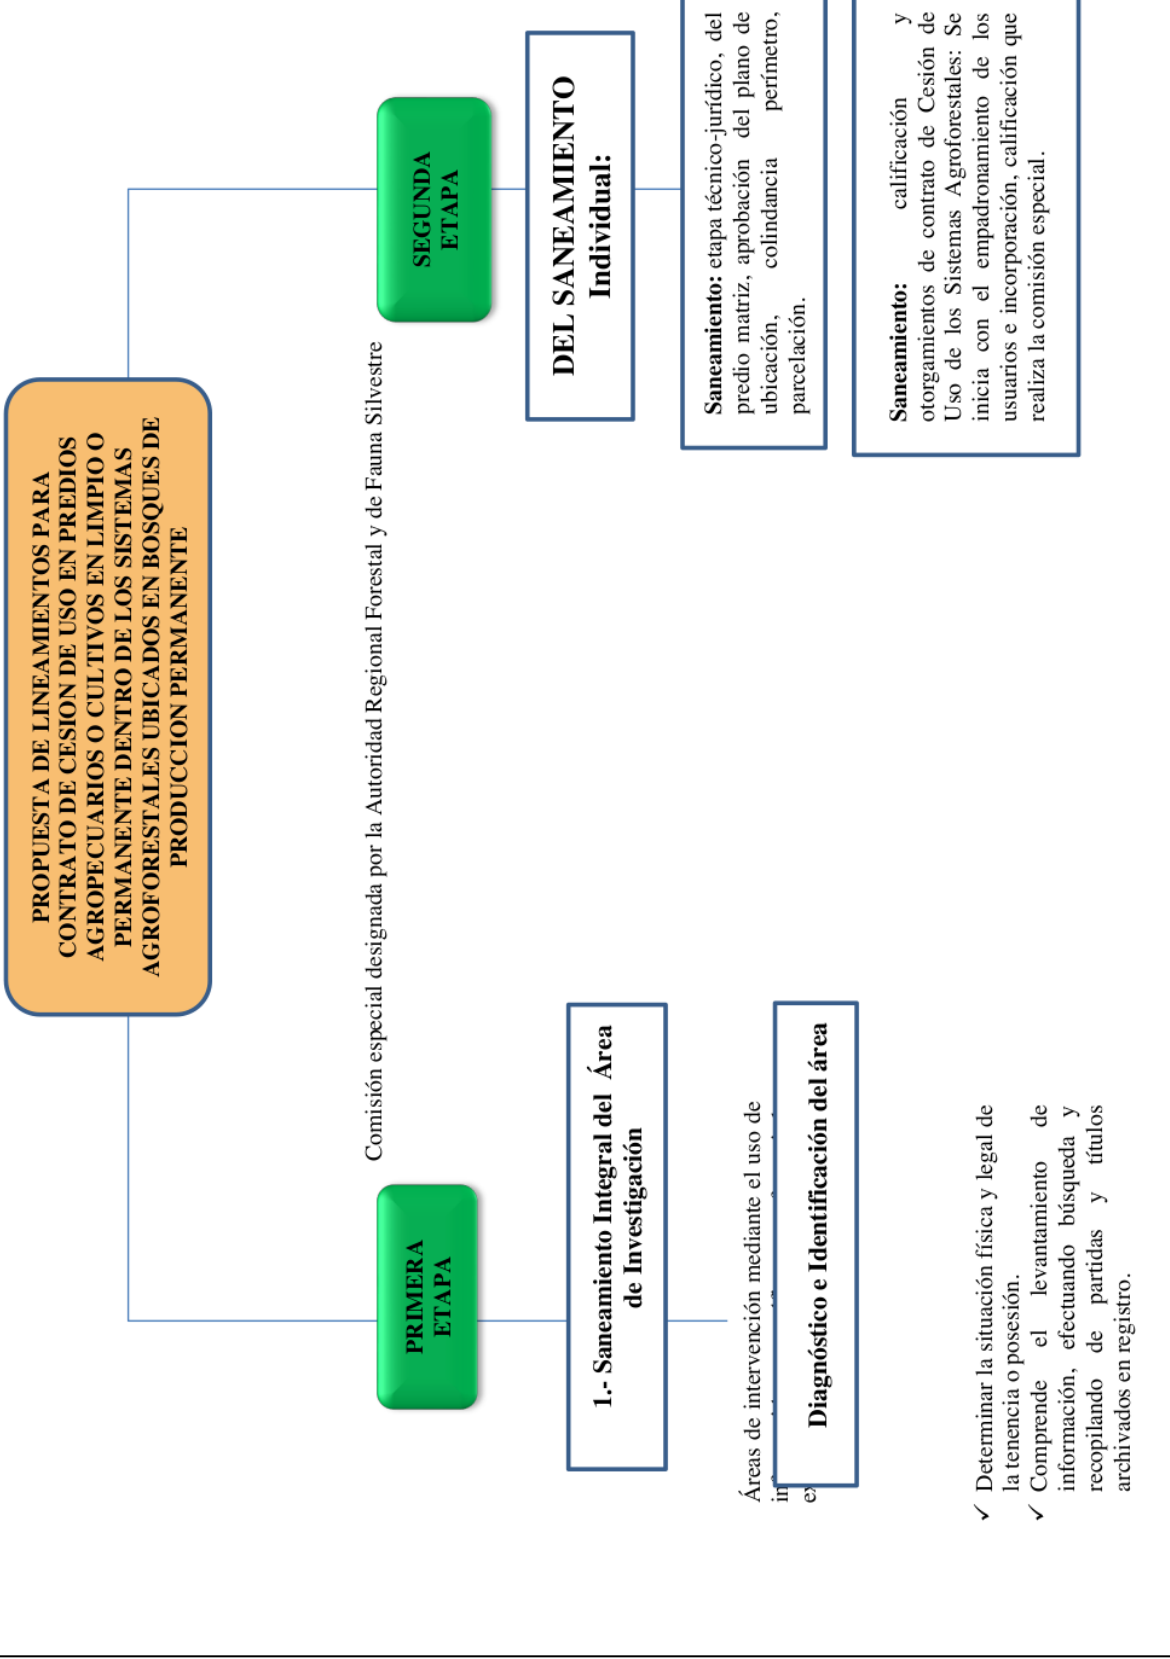 PROPUESTA DE LINEAMIENTOS PARA
CONTRATO DE CESION DE USO EN PREDIOS
AGROPECUARIOS O CULTIVOS EN LIMPIO O
PERMANENTE DENTRO DE LOS SISTEMAS
AGROFORESTALES UBICADOS EN BOSQUES DE
PRODUCCION PERMANENTE
Comisión especial designada por la Autoridad Regional Forestal y de Fauna Silvestre
PRIMERA
ETAPA
1.- Saneamiento Integral del Área
de Investigación
Áreas de intervención mediante el uso de
Diagnóstico e Identificación del área
✓ Determinar la situación física y legal de
la tenencia o posesión.
✓ Comprende el levantamiento de
información, efectuando búsqueda y
recopilando de partidas y títulos
archivados en registro.
SEGUNDA
ETAPA
DEL SANEAMIENTO
Individual:
Saneamiento: etapa técnico-jurídico, del
predio matriz, aprobación del plano de
ubicación, colindancia perímetro,
parcelación.
Saneamiento: calificación y
otorgamientos de contrato de Cesión de
Uso de los Sistemas Agroforestales: Se
inicia con el empadronamiento de los
usuarios e incorporación, calificación que
realiza la comisión especial.